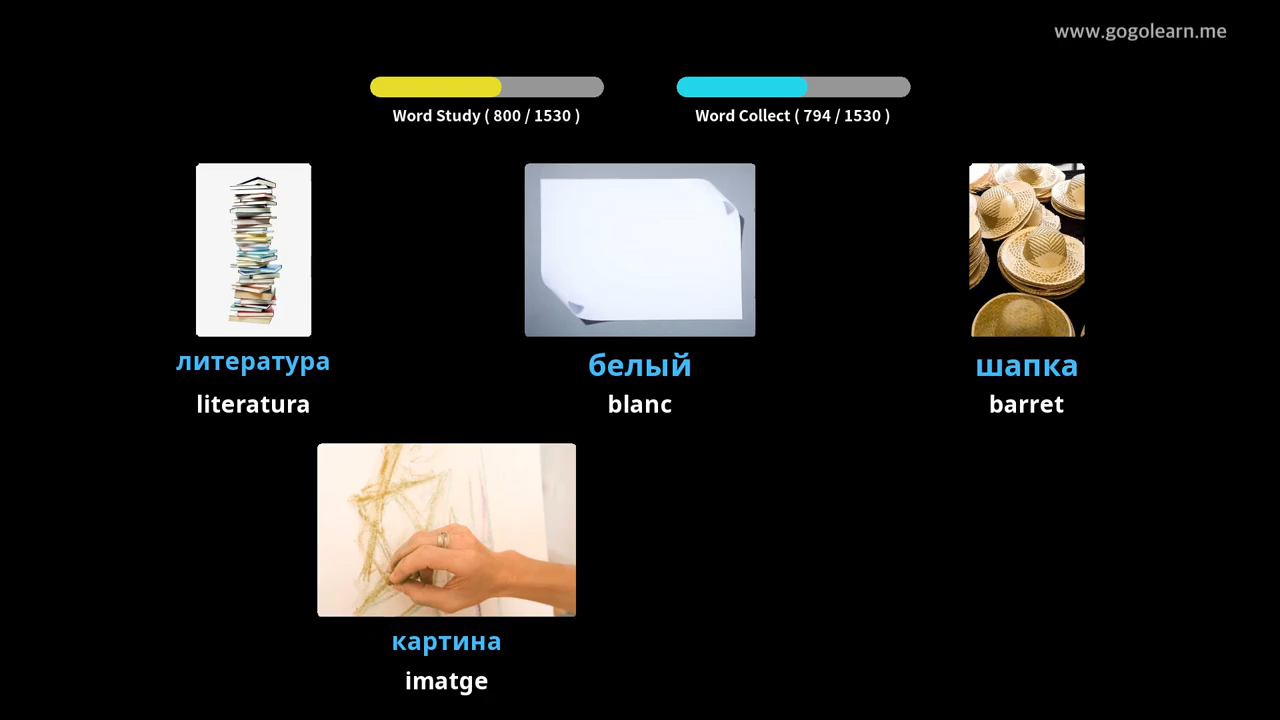 www.gogolearn.me
Word Study ( 800 / 1530 )
Word Collect ( 794 / 1530 )
литература
белый
шапка
literatura
blanc
barret
картина
imatge